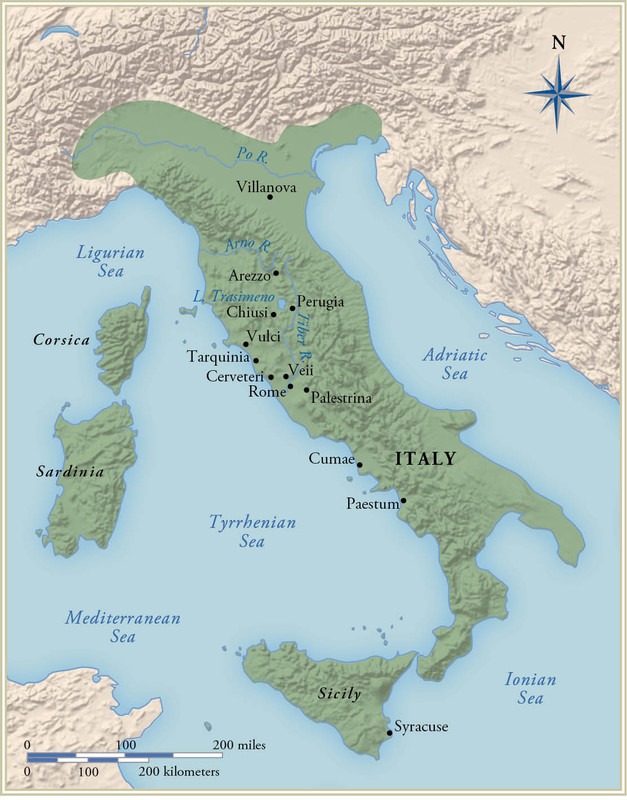 N
Po R.
Villanova
Ligurian
Sea
Arno R.
Arezzo
L. Trasimeno
Perugia
Chiusi
Tiber R.
Corsica
Vulci
Adriatic
Sea
Tarquinia
Veii
Cerveteri
Rome
Palestrina
Cumae
ITALY
Sardinia
Paestum
Tyrrhenian
Sea
Mediterranean
Sea
Ionian
Sea
Sicily
Syracuse
0 100 200 miles
0 100 200 kilometers